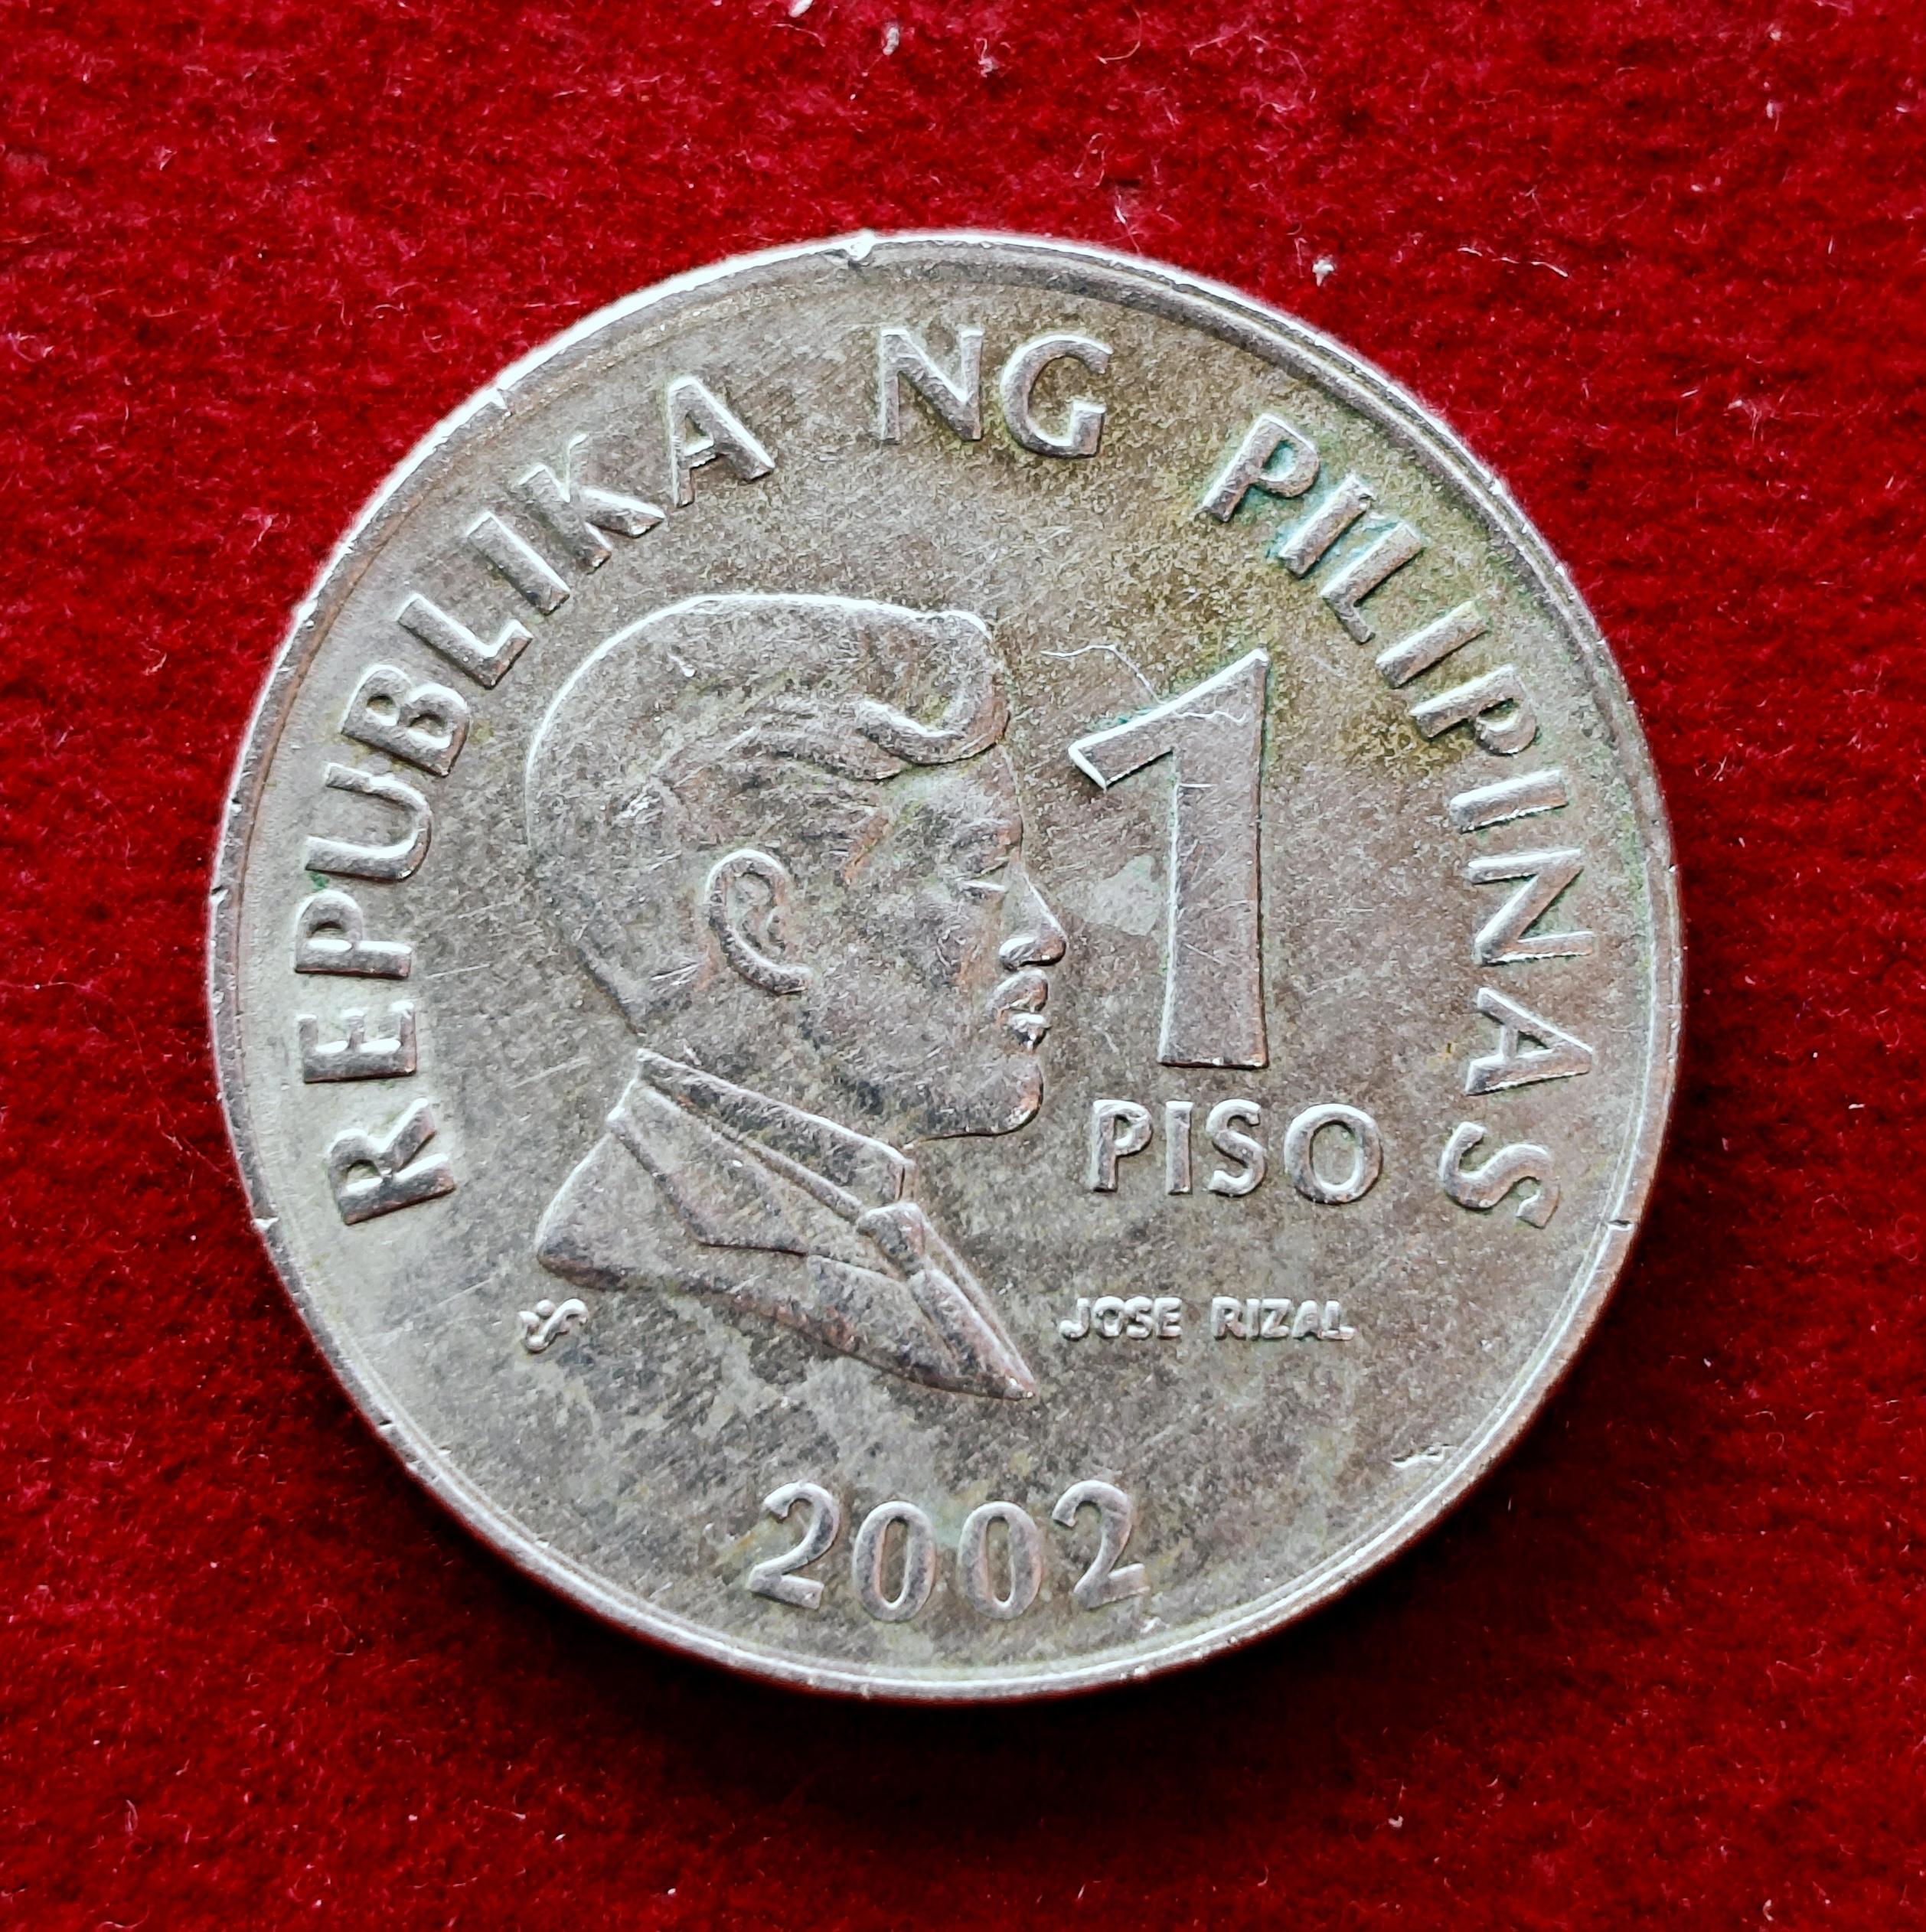 REPUBLIKA NG PILIPINAS
1
PISO
JOSE RIZAL
2002